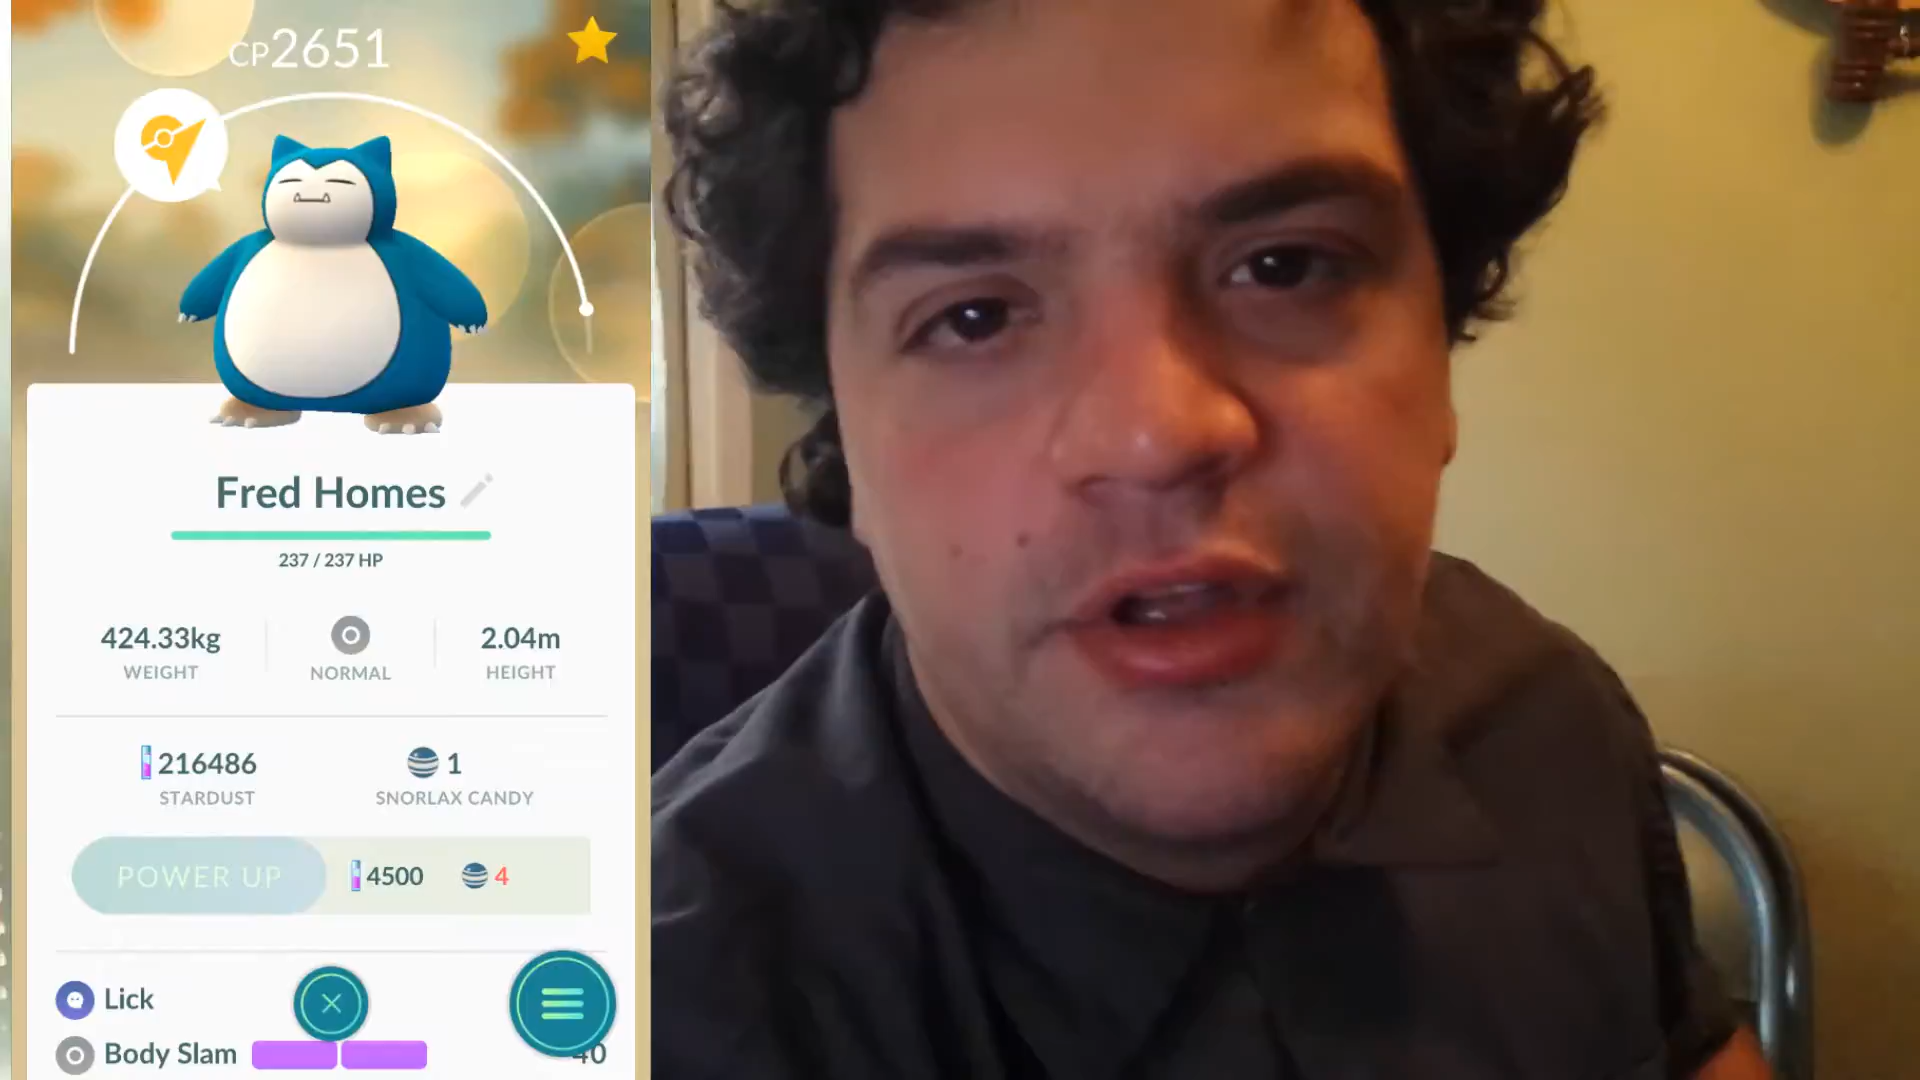 CP2651
Fred Homes
237 / 237 HP
424.33kg
WEIGHT
NORMAL
2.04m
HEIGHT
216486
STARDUST
1
SNORLAX CANDY
POWER UP
4500
4
Lick
Body Slam
40